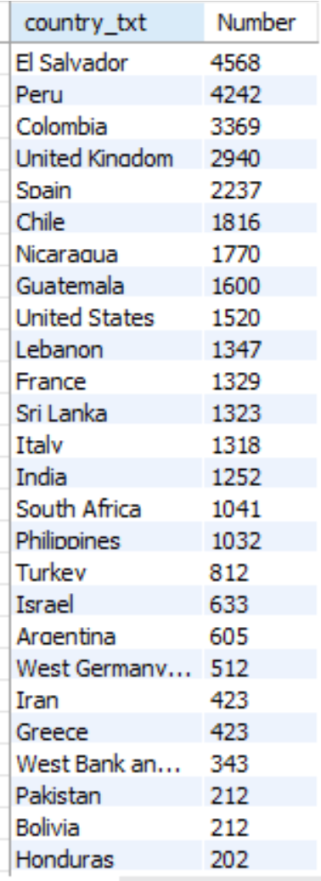 country_txt Number
El Salvador 4568
Peru 4242
Colombia 3369
United Kingdom 2940
Spain 2237
Chile 1816
Nicaragua 1770
Guatemala 1600
United States 1520
Lebanon 1347
France 1329
Sri Lanka 1323
Italy 1318
India 1252
South Africa 1041
Philippines 1032
Turkey 812
Israel 633
Argentina 605
West Germany... 512
Iran 423
Greece 423
West Bank an... 343
Pakistan 212
Bolivia 212
Honduras 202